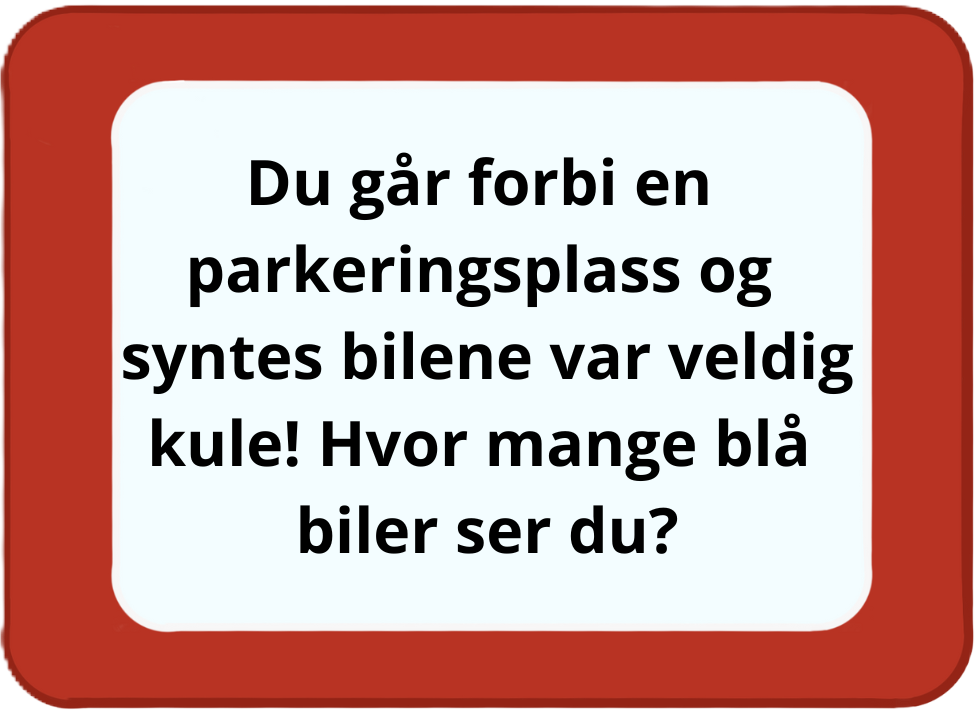 Du går forbi en
parkeringsplass og
syntes bilene var veldig
kule! Hvor mange blå
biler ser du?